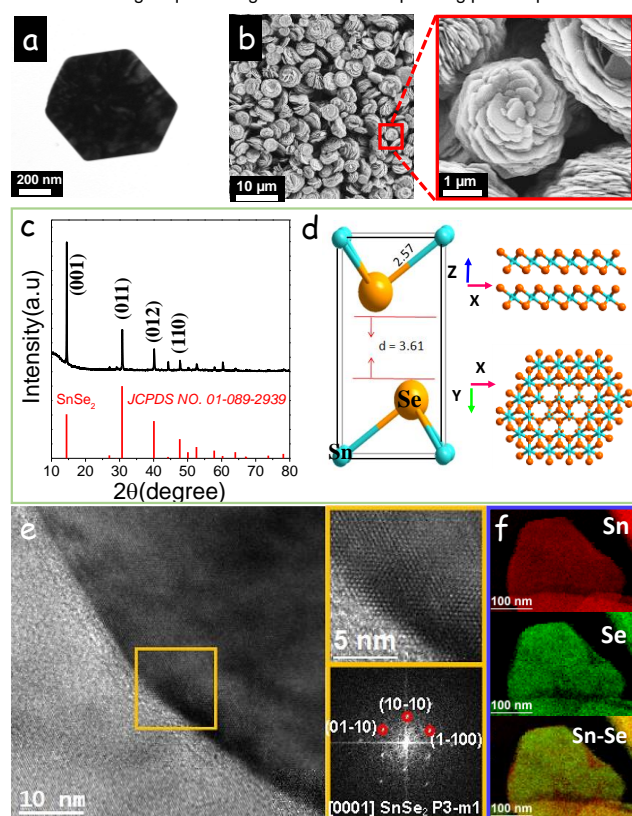 a
200 nm
b
10 µm
1 µm
c
Intensity(a.u)
(001)
(011)
(012)
(110)
SnSe2
JCPDS NO. 01-089-2939
10 20 30 40 50 60 70 80
2θ(degree)
d
2.57
d = 3.61
Se
Sn
Z
X
X
Y
e
10 nm
5 nm
(10-10)
(01-10)
(1-100)
[0001] SnSe2 P3-m1
f
Sn
100 nm
Se
100 nm
Sn-Se
100 nm